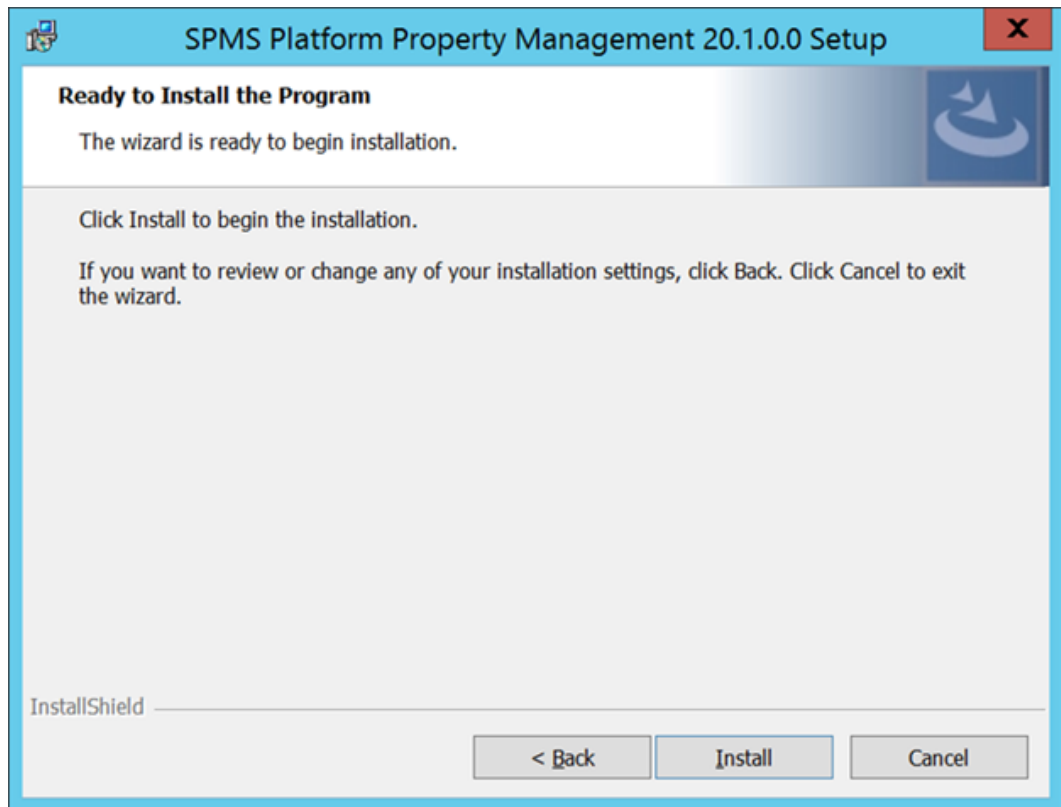 SPMS Platform Property Management 20.1.0.0 Setup
X
Ready to Install the Program
The wizard is ready to begin installation.
Click Install to begin the installation.
If you want to review or change any of your installation settings, click Back. Click Cancel to exit
the wizard.
InstallShield
< Back
Install
Cancel